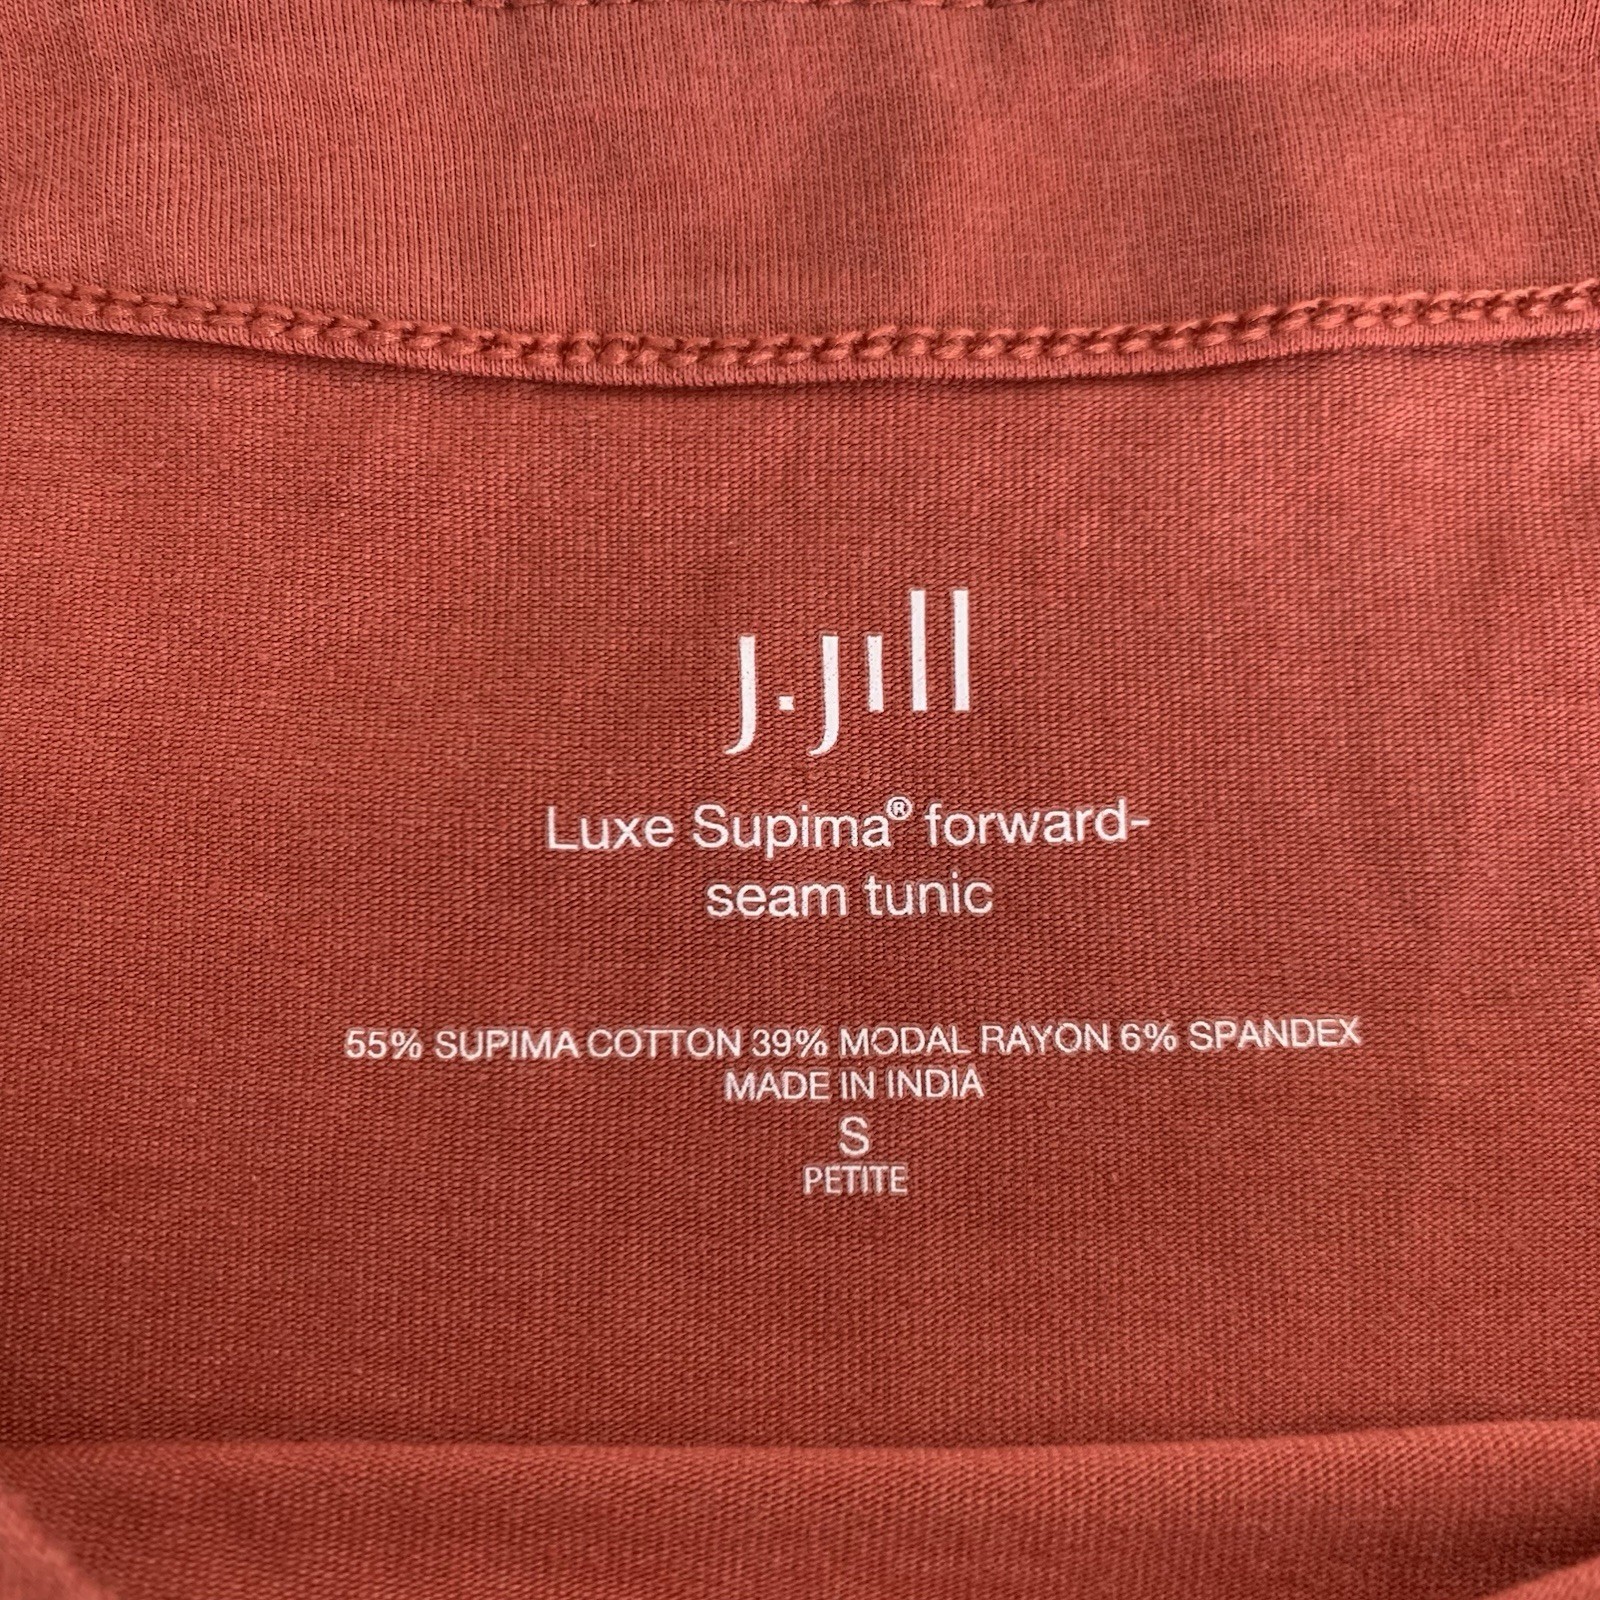 J.Jill
Luxe Supima® forward-
seam tunic
55% SUPIMA COTTON 39% MODAL RAYON 6% SPANDEX
MADE IN INDIA
S
PETITE